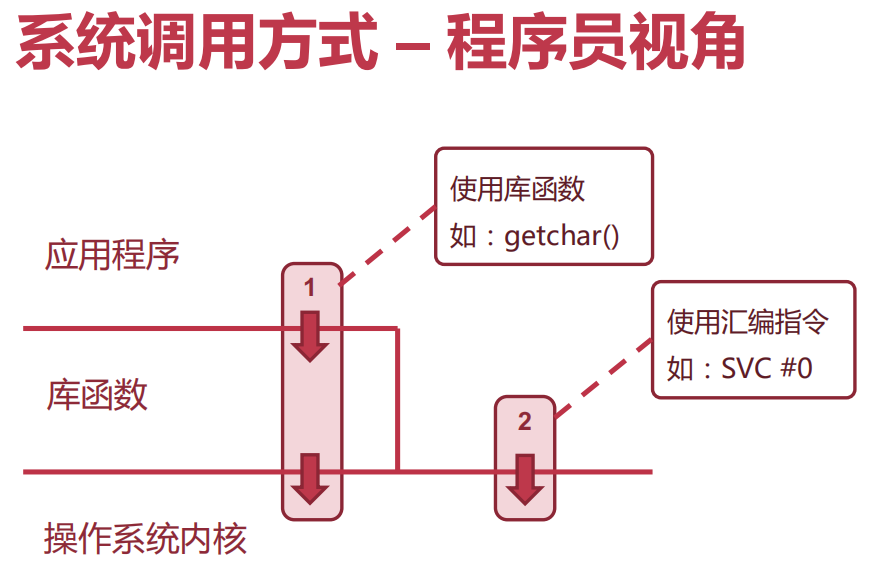 系统调用方式 – 程序员视角
使用库函数
如：getchar()
应用程序
1
使用汇编指令
如：SVC #0
库函数
2
操作系统内核